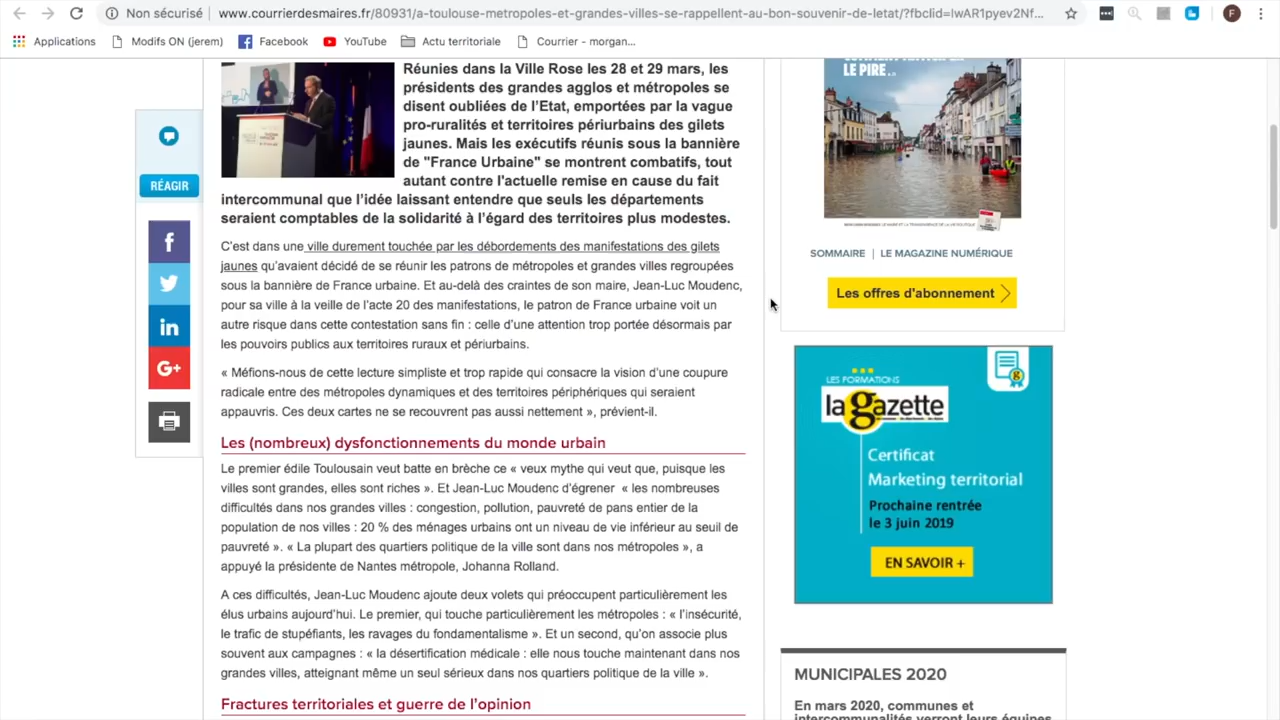 Non sécurisé
www.courrierdesmaires.fr/80931/a-toulouse-metropoles-et-grandes-villes-se-rappellent-au-bon-souvenir-de-letat/?fbclid=IwAR1pyev2Nf...
F
Applications
Modifs ON (jerem)
Facebook
YouTube
Actu territoriale
Courrier - morgan...
RÉAGIR
Réunies dans la Ville Rose les 28 et 29 mars, les
présidents des grandes agglos et métropoles se
disent oubliées de l'Etat, emportées par la vague
pro-ruralités et territoires périurbains des gilets
jaunes. Mais les exécutifs réunis sous la bannière
de "France Urbaine" se montrent combatifs, tout
autant contre l'actuelle remise en cause du fait
intercommunal que l'idée laissant entendre que seuls les départements
seraient comptables de la solidarité à l'égard des territoires plus modestes.
C'est dans une ville durement touchée par les débordements des manifestations des gilets
jaunes qu'avaient décidé de se réunir les patrons de métropoles et grandes villes regroupées
sous la bannière de France urbaine. Et au-delà des craintes de son maire, Jean-Luc Moudenc,
pour sa ville à la veille de l'acte 20 des manifestations, le patron de France urbaine voit un
autre risque dans cette contestation sans fin : celle d'une attention trop portée désormais par
les pouvoirs publics aux territoires ruraux et périurbains.
« Méfions-nous de cette lecture simpliste et trop rapide qui consacre la vision d'une coupure
radicale entre des métropoles dynamiques et des territoires périphériques qui seraient
appauvris. Ces deux cartes ne se recouvrent pas aussi nettement », prévient-il.
Les (nombreux) dysfonctionnements du monde urbain
Le premier édile Toulousain veut batte en brèche ce « veux mythe qui veut que, puisque les
villes sont grandes, elles sont riches ». Et Jean-Luc Moudenc d'égrener « les nombreuses
difficultés dans nos grandes villes : congestion, pollution, pauvreté de pans entier de la
population de nos villes : 20 % des ménages urbains ont un niveau de vie inférieur au seuil de
pauvreté ». « La plupart des quartiers politique de la ville sont dans nos métropoles », a
appuyé la présidente de Nantes métropole, Johanna Rolland.
A ces difficultés, Jean-Luc Moudenc ajoute deux volets qui préoccupent particulièrement les
élus urbains aujourd'hui. Le premier, qui touche particulièrement les métropoles : « l'insécurité,
le trafic de stupéfiants, les ravages du fondamentalisme ». Et un second, qu'on associe plus
souvent aux campagnes : « la désertification médicale : elle nous touche maintenant dans nos
grandes villes, atteignant même un seul sérieux dans nos quartiers politique de la ville ».
Fractures territoriales et guerre de l'opinion
LE PIRE
SOMMAIRE | LE MAGAZINE NUMÉRIQUE
Les offres d'abonnement
LES FORMATIONS
la gazette
Certificat
Marketing territorial
Prochaine rentrée
le 3 juin 2019
EN SAVOIR +
MUNICIPALES 2020
En mars 2020, communes et
intercommunalités verront leurs équipes